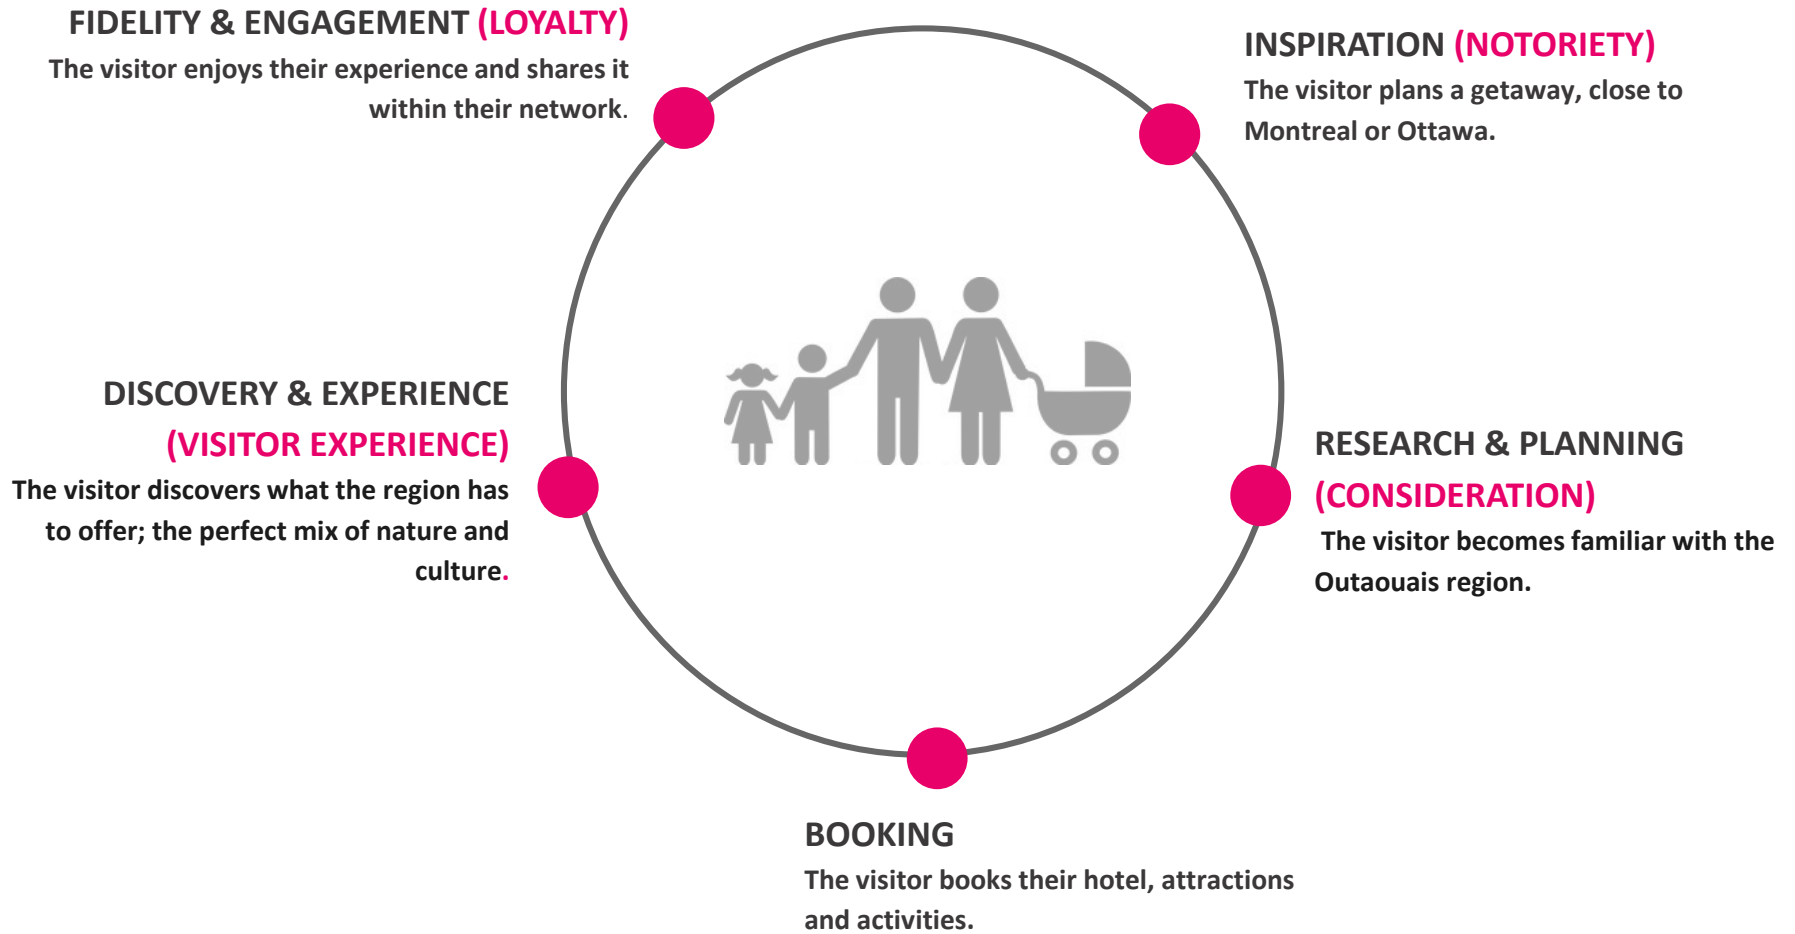 FIDELITY & ENGAGEMENT (LOYALTY)
The visitor enjoys their experience and shares it
within their network.
INSPIRATION (NOTORIETY)
The visitor plans a getaway, close to
Montreal or Ottawa.
DISCOVERY & EXPERIENCE
(VISITOR EXPERIENCE)
The visitor discovers what the region has
to offer; the perfect mix of nature and
culture.
RESEARCH & PLANNING
(CONSIDERATION)
The visitor becomes familiar with the
Outaouais region.
BOOKING
The visitor books their hotel, attractions
and activities.